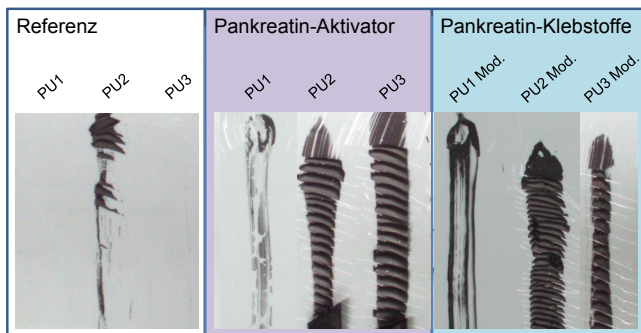 Referenz
PU1
PU2
PU3
Pankreatin-Aktivator
PU1
PU2
PU3
Pankreatin-Klebstoffe
PU1 Mod.
PU2 Mod.
PU3 Mod.